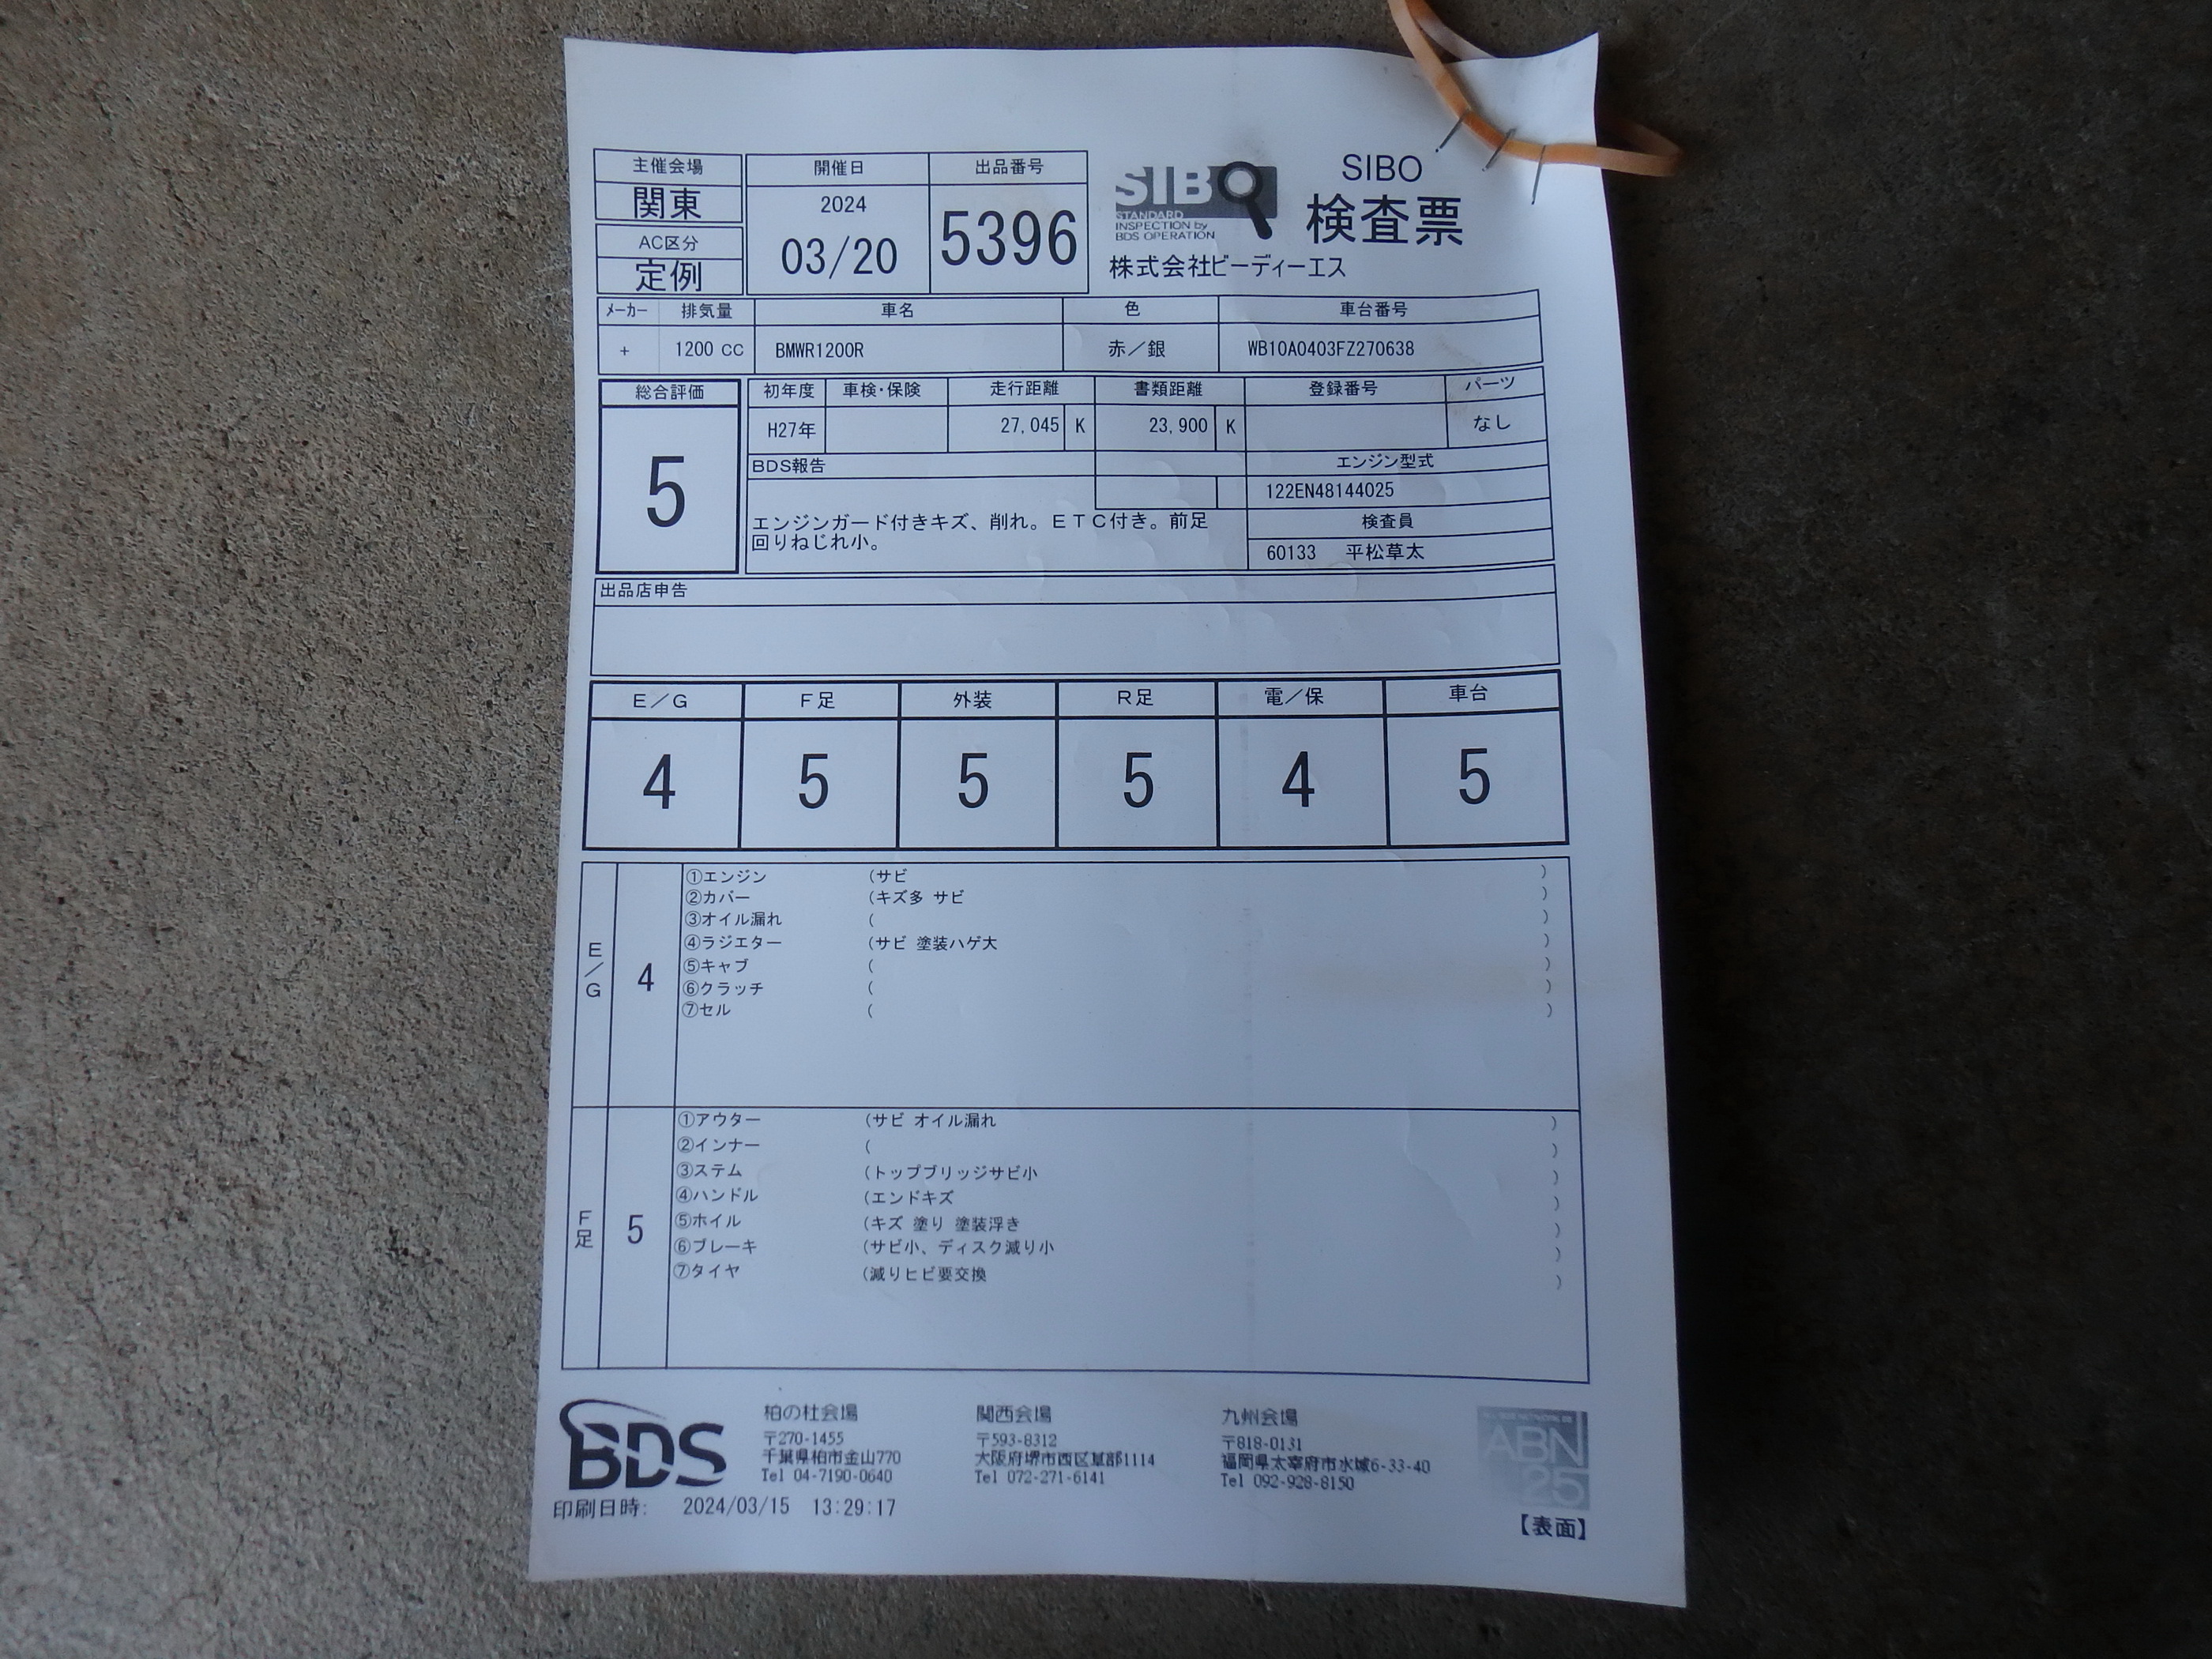 主催会場
関東
AC区分
定例
開催日
2024
03/20
出品番号
5396
SIBO
STANDARD
INSPECTION by
BDS OPERATION
SIBO
検査票
株式会社ビーディーエス
メーカー 排気量 車名 色 車台番号
+ 1200 CC BMWR1200R 赤／銀 WB10A0403FZ270638
総合評価
5
初年度 車検・保険 走行距離 書類距離 登録番号 パーツ
H27年 27,045 K 23,900 K なし
BDS報告
エンジンガード付きキズ、削れ。ＥＴＣ付き。前足
回りねじれ小。
エンジン型式
122EN48144025
検査員
60133 平松草太
出品店申告
Ｅ／Ｇ Ｆ足 外装 Ｒ足 電／保 車台
4 5 5 5 4 5
Ｅ／Ｇ
4
①エンジン (サビ )
②カバー (キズ多 サビ )
③オイル漏れ ( )
④ラジエター (サビ 塗装ハゲ大 )
⑤キャブ ( )
⑥クラッチ ( )
⑦セル ( )
Ｆ足
5
①アウター (サビ オイル漏れ )
②インナー ( )
③ステム (トップブリッジサビ小 )
④ハンドル (エンドキズ )
⑤ホイル (キズ 塗り 塗装浮き )
⑥ブレーキ (サビ小、ディスク減り小 )
⑦タイヤ (減りヒビ要交換 )
BDS
柏の杜会場
〒270-1455
千葉県柏市金山770
Tel 04-7190-0640
関西会場
〒593-8312
大阪府堺市西区草部1114
Tel 072-271-6141
九州会場
〒818-0131
福岡県太宰府市水城6-33-40
Tel 092-928-8150
ABN
25
印刷日時: 2024/03/15 13:29:17
【表面】